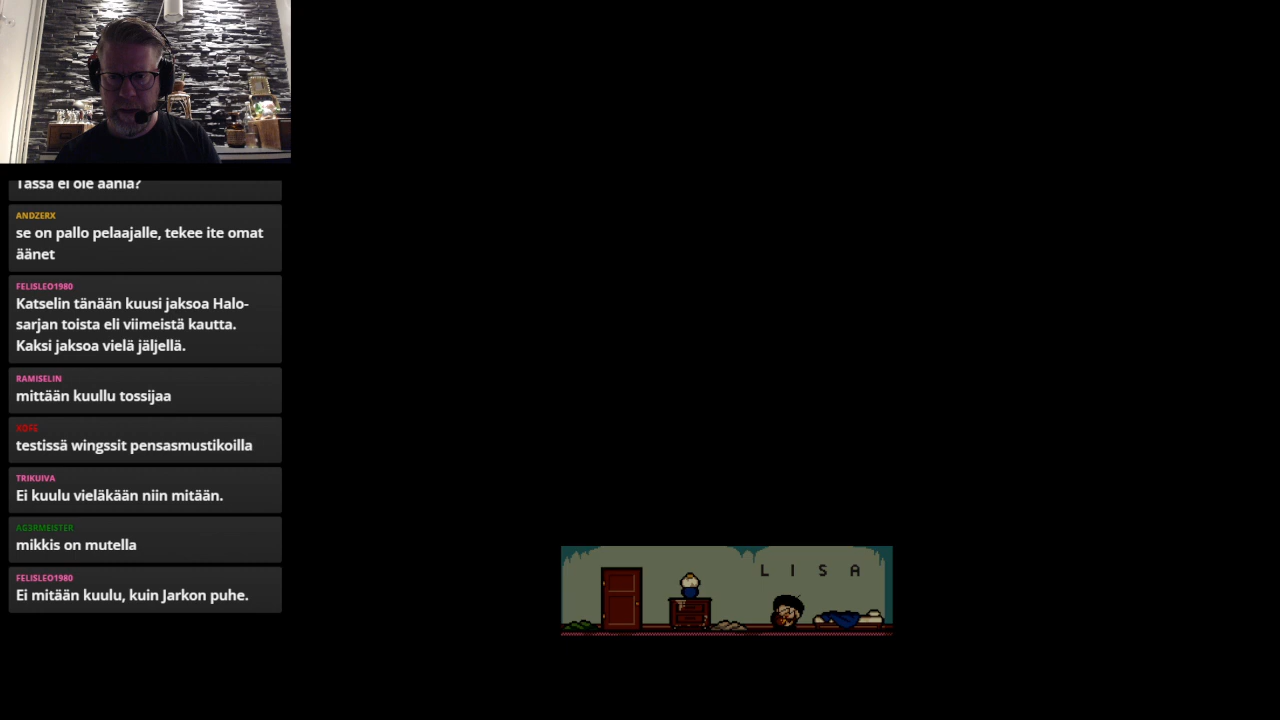 Tässä ei ole ääniä?
ANDZERX
se on pallo pelaajalle, tekee ite omat
äänet
FELISLEO1980
Katselin tänään kuusi jaksoa Halo-
sarjan toista eli viimeistä kautta.
Kaksi jaksoa vielä jäljellä.
RAMISELIN
mittään kuullu tossijaa
testissä wingssit pensasmustikoilla
TRIKUIVA
Ei kuulu vieläkään niin mitään.
AG3RMEISTER
mikkis on mutella
FELISLEO1980
Ei mitään kuulu, kuin Jarkon puhe.
L I S A